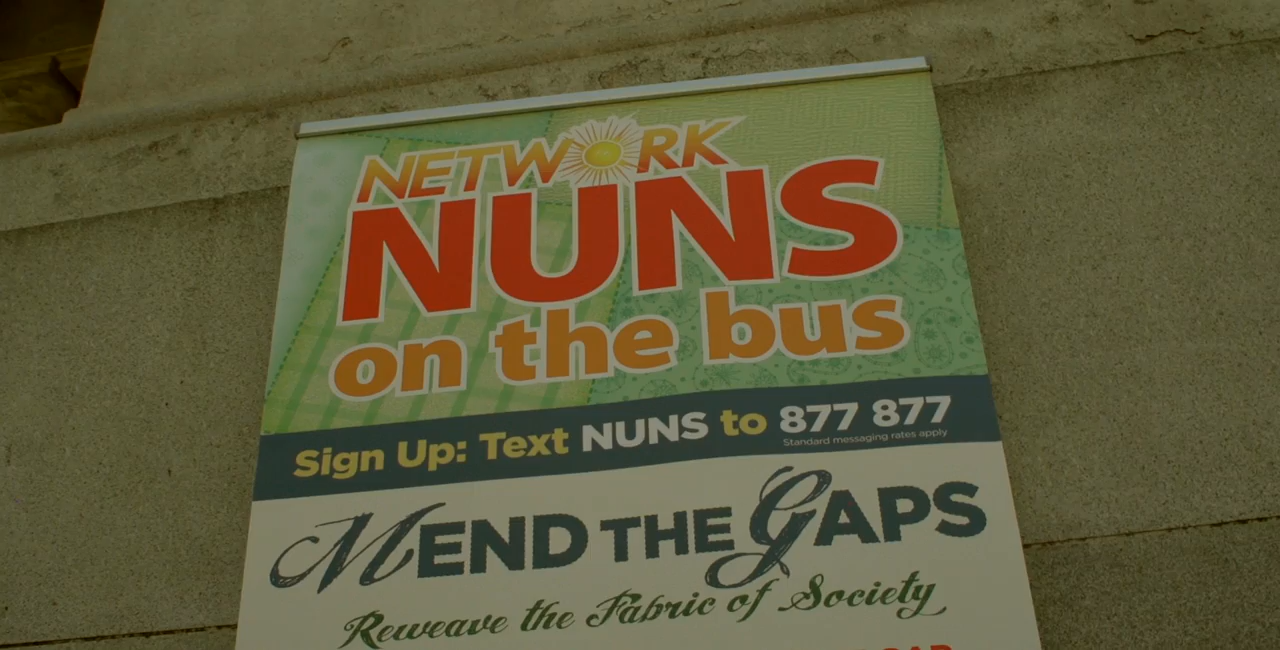 NETWORK
NUNS
on the bus
Sign Up: Text NUNS to 877 877
Standard messaging rates apply
MEND THE GAPS
Reweave the Fabric of Society